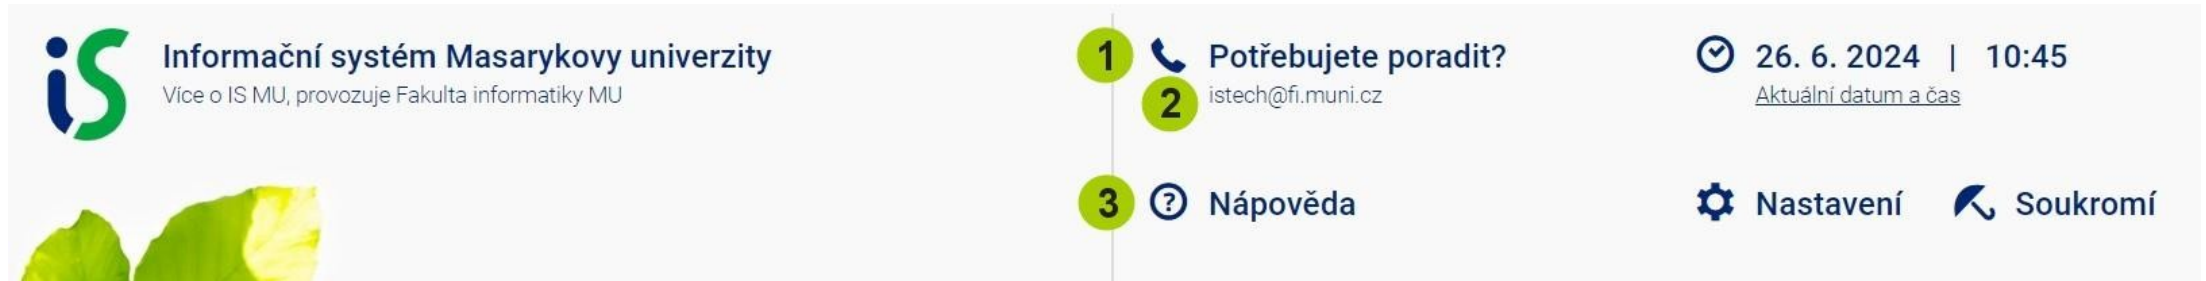 iS
Informační systém Masarykovy univerzity
Více o IS MU, provozuje Fakulta informatiky MU
1
Potřebujete poradit?
2
istech@fi.muni.cz
26. 6. 2024 | 10:45
Aktuální datum a čas
3
? Nápověda
Nastavení
Soukromí